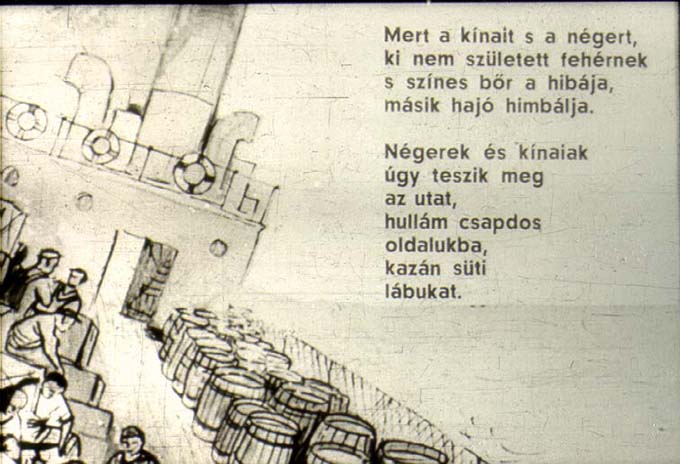 Mert a kínait s a négert,
ki nem született fehérnek
s színes bőr a hibája,
másik hajó himbálja.
Négerek és kínaiak
úgy teszik meg
az utat,
hullám csapdos
oldalukba,
kazán süti
lábukat.